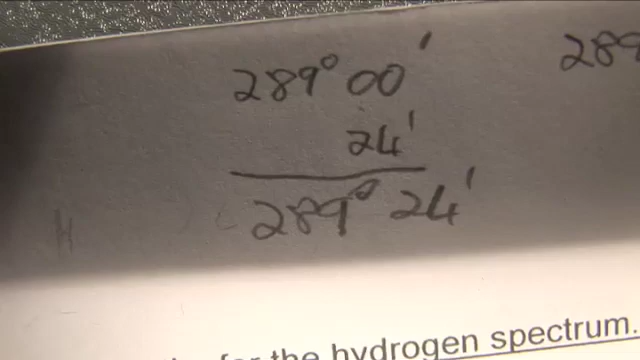 289° 00'
289
24'
289° 24'
for the hydrogen spectrum.